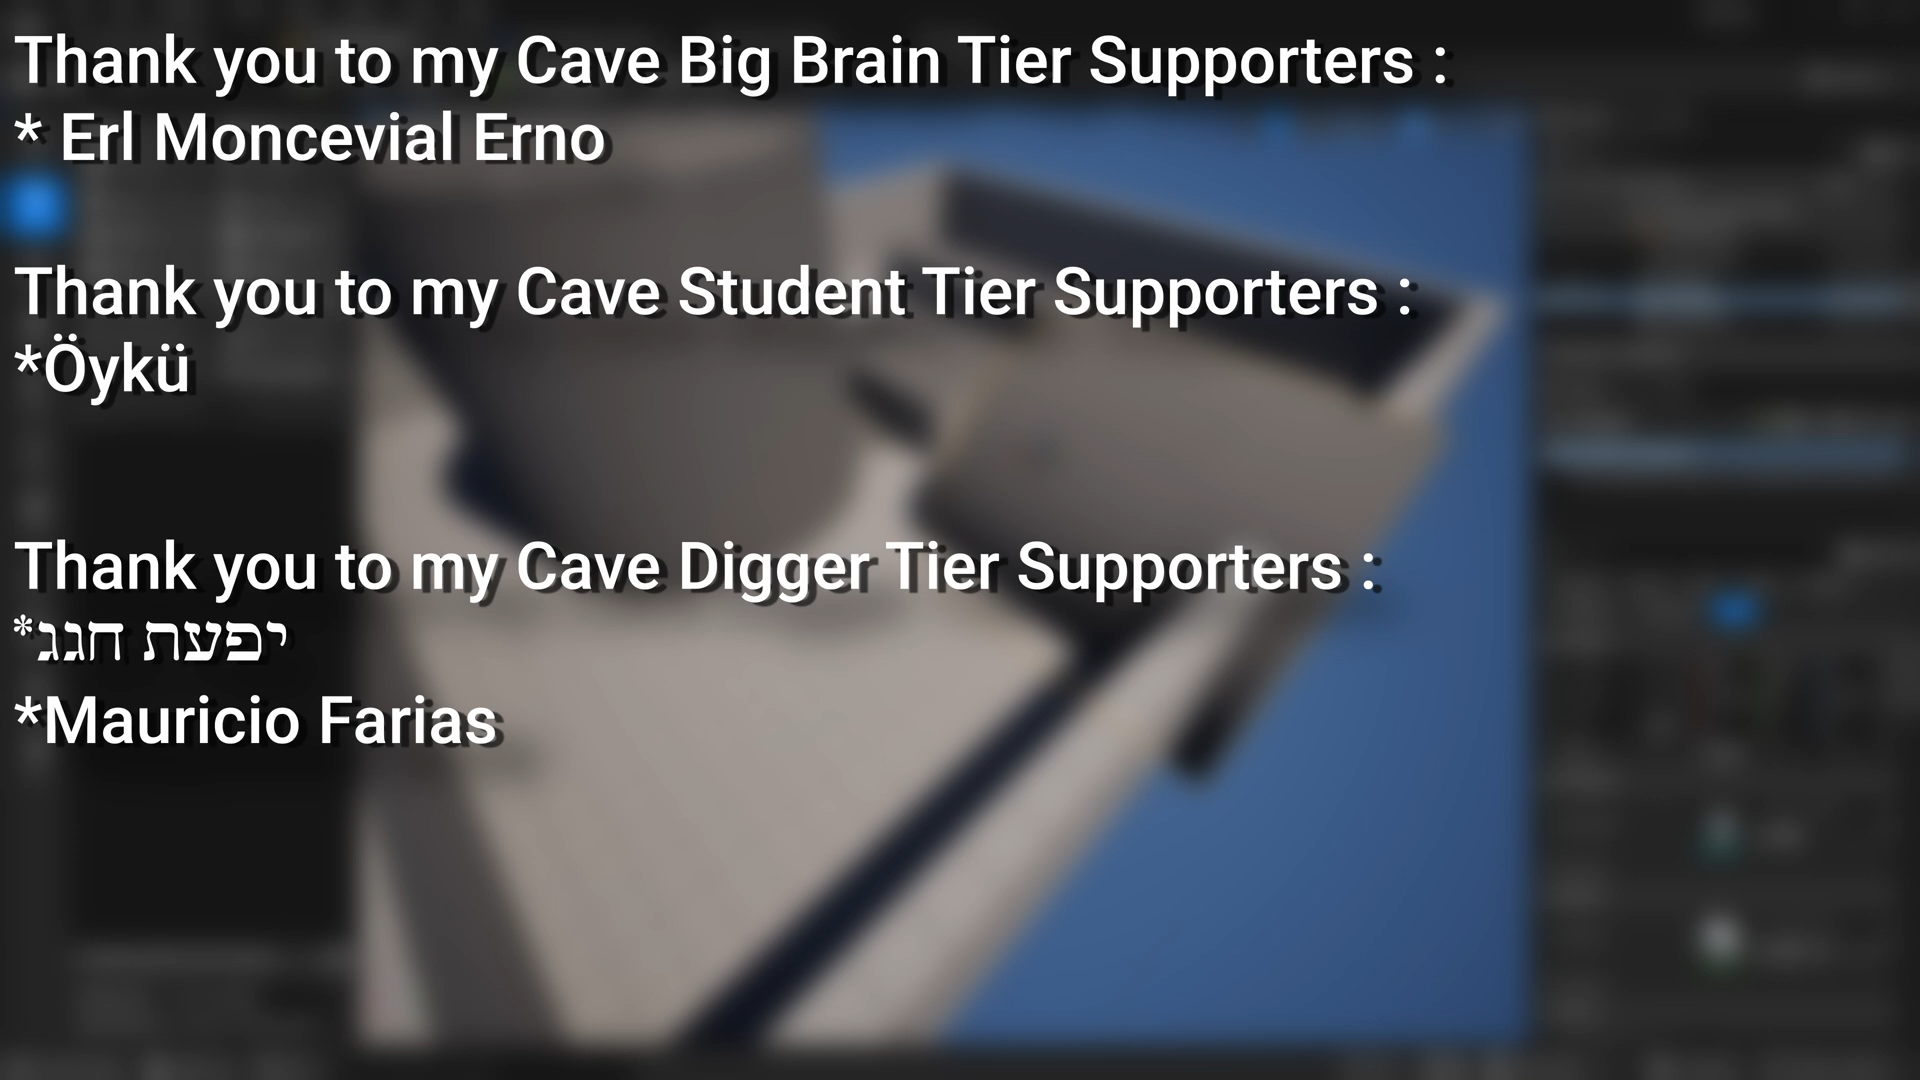 Thank you to my Cave Big Brain Tier Supporters :
* Erl Moncevial Erno
Thank you to my Cave Student Tier Supporters :
*Öykü
Thank you to my Cave Digger Tier Supporters :
*יפעת חגג
*Mauricio Farias